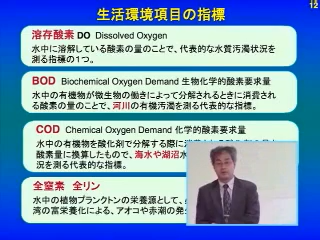 12
生活環境項目の指標
溶存酸素 DO Dissolved Oxygen
水中に溶解している酸素の量のことで、代表的な水質汚濁状況を
測る指標の1つ。
BOD Biochemical Oxygen Demand 生物化学的酸素要求量
水中の有機物が微生物の働きによって分解されるときに消費され
る酸素の量のことで、河川の有機汚濁を測る代表的な指標。
COD Chemical Oxygen Demand 化学的酸素要求量
水中の有機物を酸化剤で分解する際に
酸素量に換算したもので、海水や湖沼水
況を測る代表的な指標。
全窒素 全リン
水中の植物プランクトンの栄養源として、
湾の富栄養化による、アオコや赤潮の発